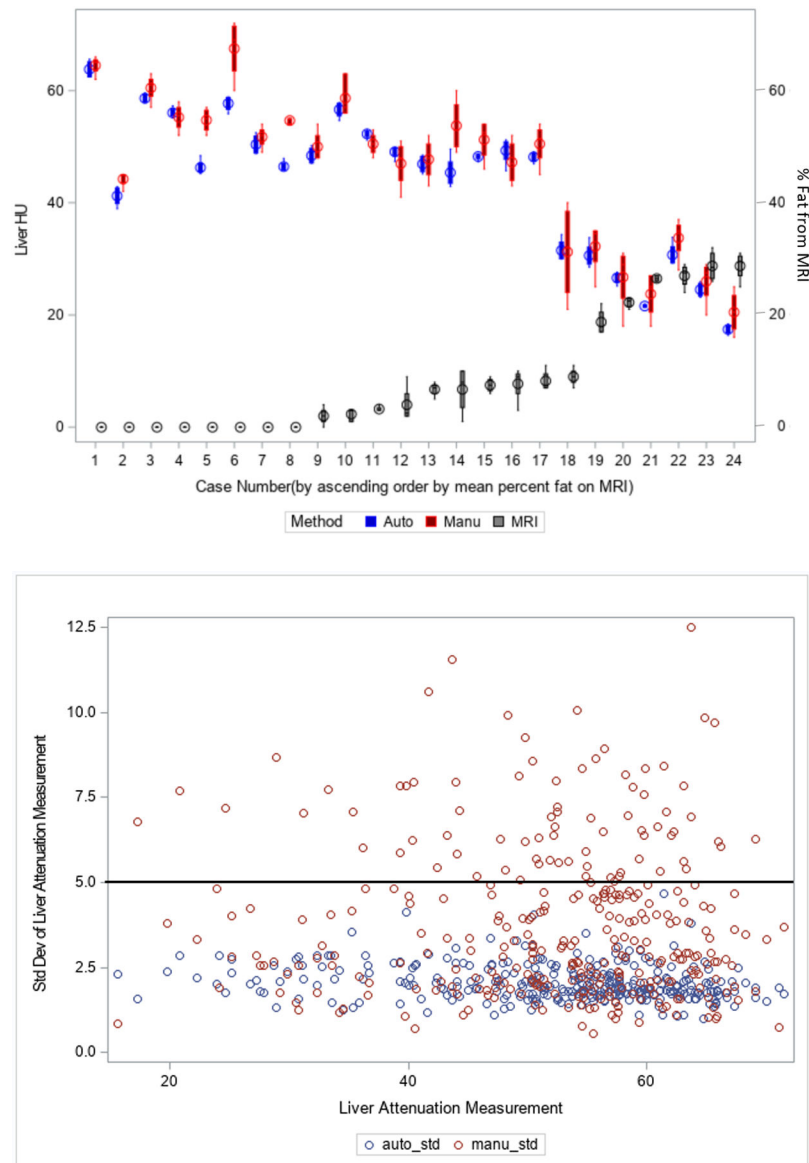 60
40
20
0
Liver HU
60
40
20
0
% Fat from MRI
1 2 3 4 5 6 7 8 9 10 11 12 13 14 15 16 17 18 19 20 21 22 23 24
Case Number(by ascending order by mean percent fat on MRI)
Method Auto Manu MRI
12.5
10.0
7.5
5.0
2.5
0.0
Std Dev of Liver Attenuation Measurement
20 40 60
Liver Attenuation Measurement
auto_std manu_std